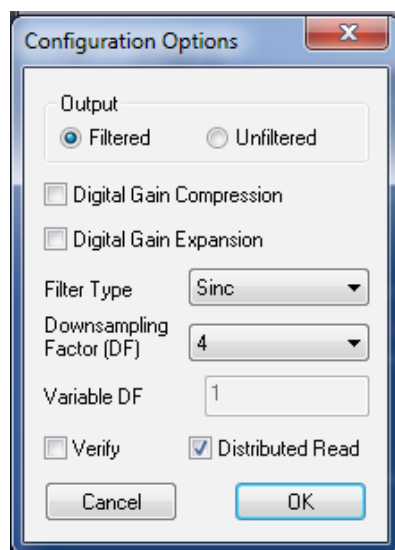 Configuration Options
Output
Filtered Unfiltered
Digital Gain Compression
Digital Gain Expansion
Filter Type Sinc
Downsampling
Factor (DF) 4
Variable DF 1
Verify Distributed Read
Cancel OK